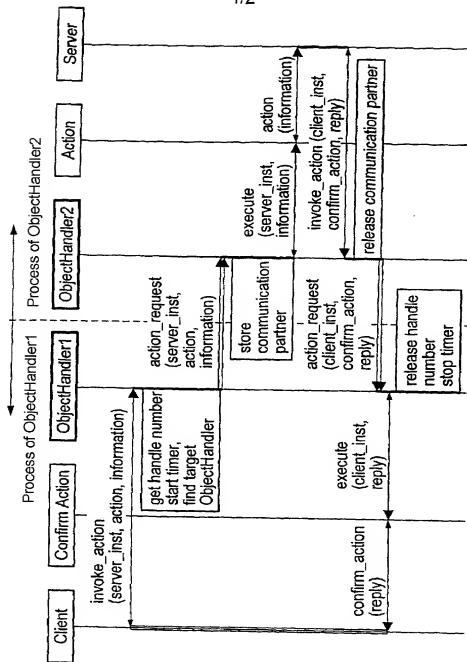 1/2
Process of ObjectHandler1
Process of ObjectHandler2
Client
Confirm Action
ObjectHandler1
ObjectHandler2
Action
Server
invoke_action
(server_inst, action, information)
get handle number
start timer,
find target
ObjectHandler
action_request
(server_inst,
action,
information)
store
communication
partner
execute
(server_inst,
information)
action
(information)
invoke_action (client_inst,
confirm_action, reply)
release communication partner
action_request
(client_inst,
confirm_action,
reply)
release handle
number
stop timer
execute
(client_inst,
reply)
confirm_action
(reply)